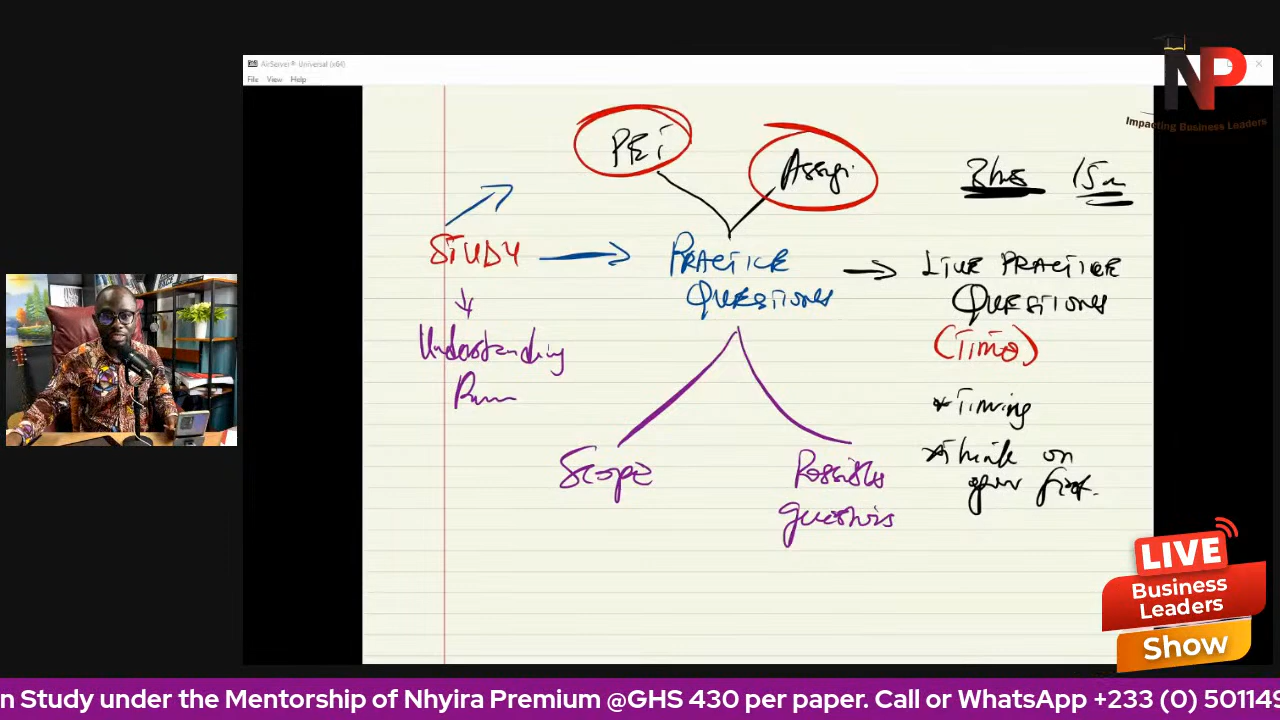 AirServer® Universal (x64)
File View Help
NP
Impacting Business Leaders
PEI
Assign
3hrs 15m
STUDY
PRACTICE
QUESTIONS
LIVE PRACTICE
QUESTIONS
(Time)
Understanding
* Timing
* Think on
your feet.
Scope
Possible
questions
LIVE
Business
Leaders
Show
n Study under the Mentorship of Nhyira Premium @GHS 430 per paper. Call or WhatsApp +233 (0) 501149